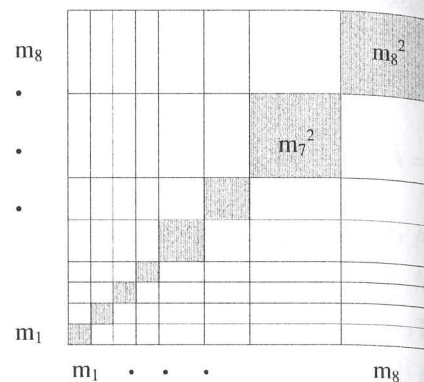 m₈
m₈²
m₇²
m₁
m₁ . . . m₈